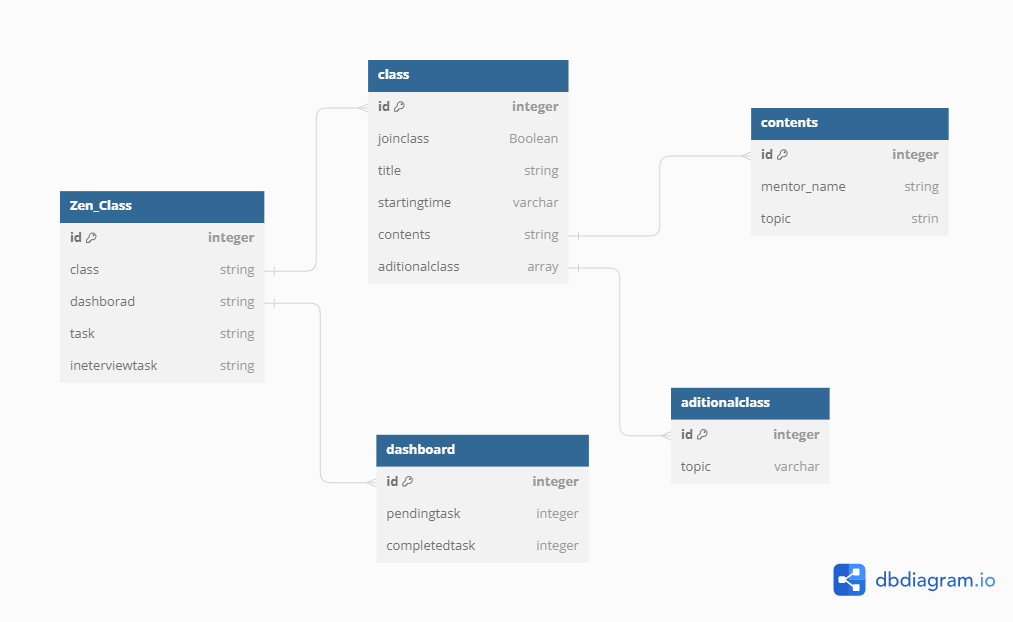 class
id integer
joinclass Boolean
title string
startingtime varchar
contents string
aditionalclass array
contents
id integer
mentor_name string
topic strin
Zen_Class
id integer
class string
dashborad string
task string
ineterviewtask string
aditionalclass
id integer
topic varchar
dashboard
id integer
pendingtask integer
completedtask integer
dbdiagram.io